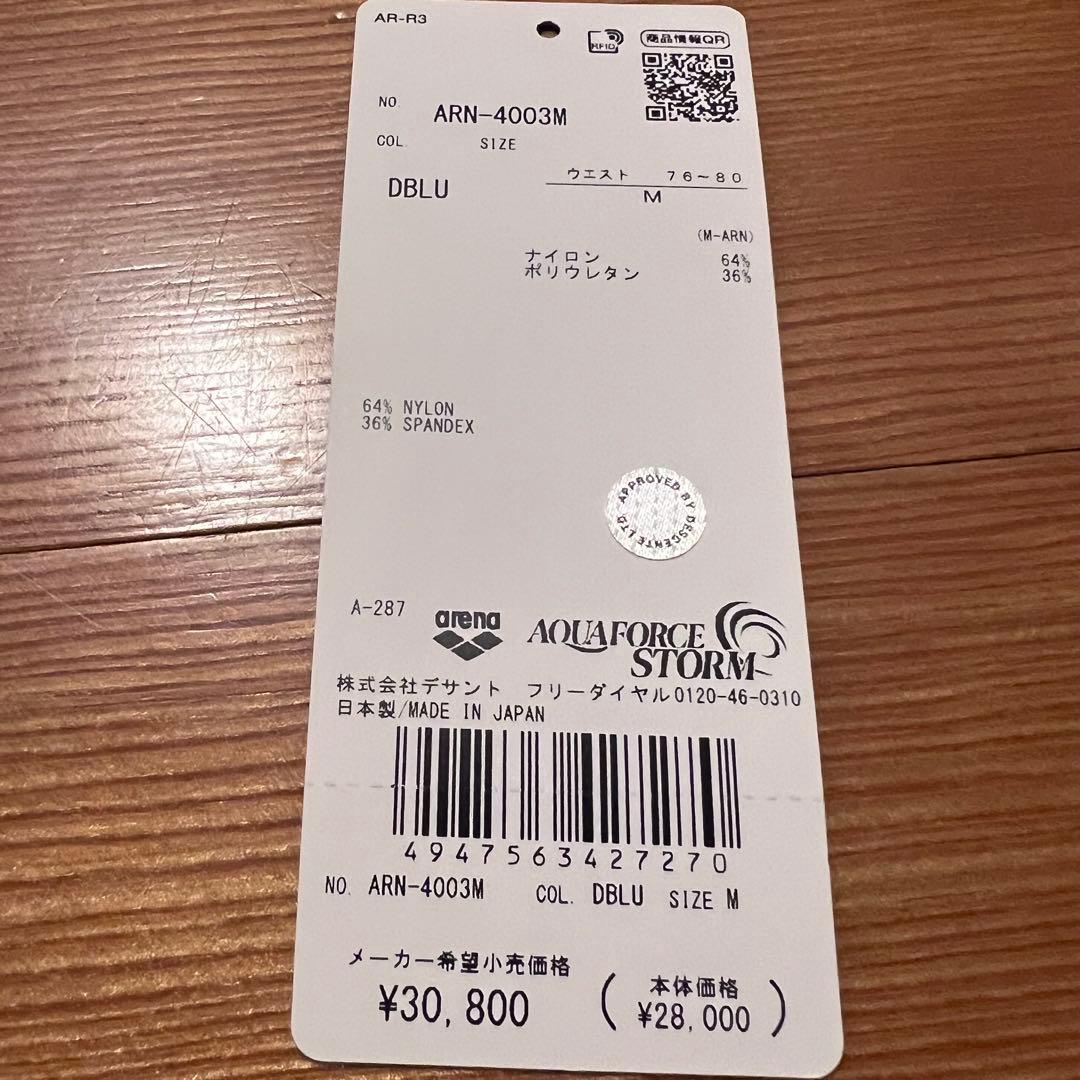 AR-R3
RFID
商品情報QR
NO. ARN-4003M
COL. SIZE
DBLU
ウエスト 76~80
M
(M-ARN)
ナイロン 64%
ポリウレタン 36%
64% NYLON
36% SPANDEX
APPROVED BY DESCENTE LTD
A-287
arena
AQUAFORCE
STORM
株式会社デサント フリーダイヤル0120-46-0310
日本製/MADE IN JAPAN
4947563427270
NO. ARN-4003M COL. DBLU SIZE M
メーカー希望小売価格
¥30,800
(本体価格
¥28,000)